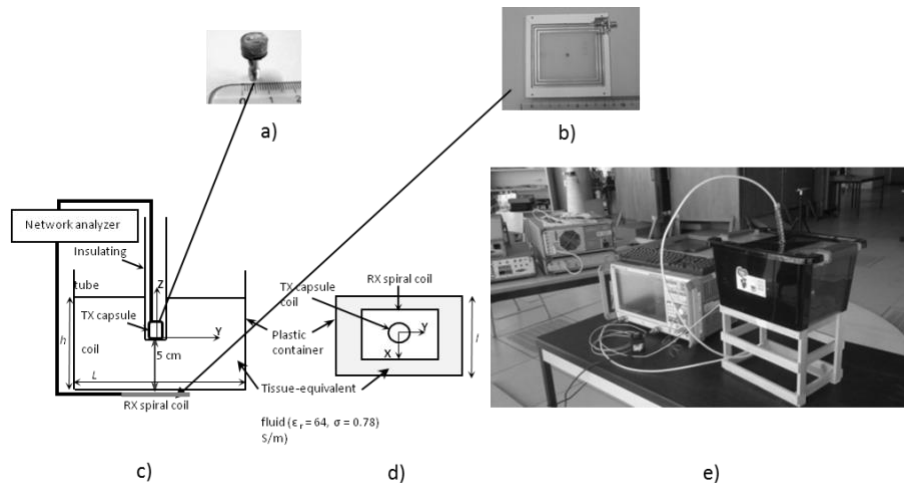 a)
b)
Network analyzer
Insulating
tube
Z
TX capsule
Y
coil
h
5 cm
L
RX spiral coil
RX spiral coil
TX capsule
coil
Y
X
l
Plastic
container
Tissue-equivalent
fluid (εr = 64, σ = 0.78)
S/m)
c)
d)
e)